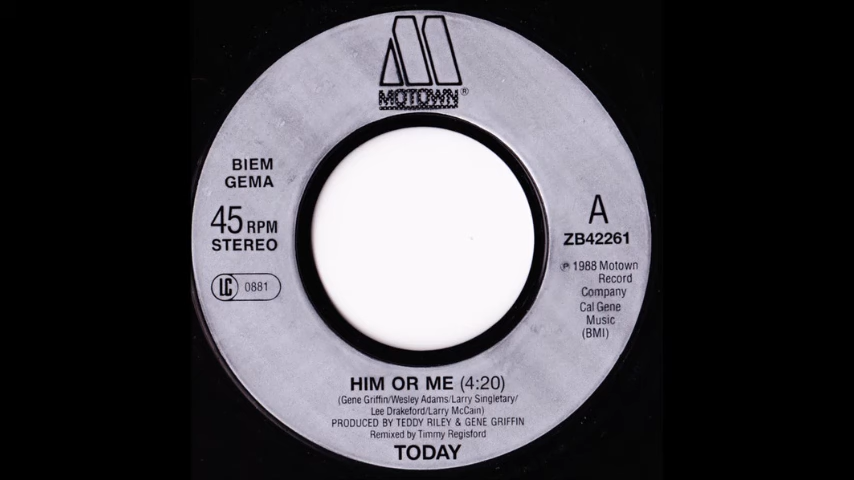 MOTOWN®
BIEM
GEMA
45 RPM
STEREO
LC 0881
A
ZB42261
℗ 1988 Motown
Record
Company
Cal Gene
Music
(BMI)
HIM OR ME (4:20)
(Gene Griffin/Wesley Adams/Larry Singletary/
Lee Drakeford/Larry McCain)
PRODUCED BY TEDDY RILEY & GENE GRIFFIN
Remixed by Timmy Regisford
TODAY